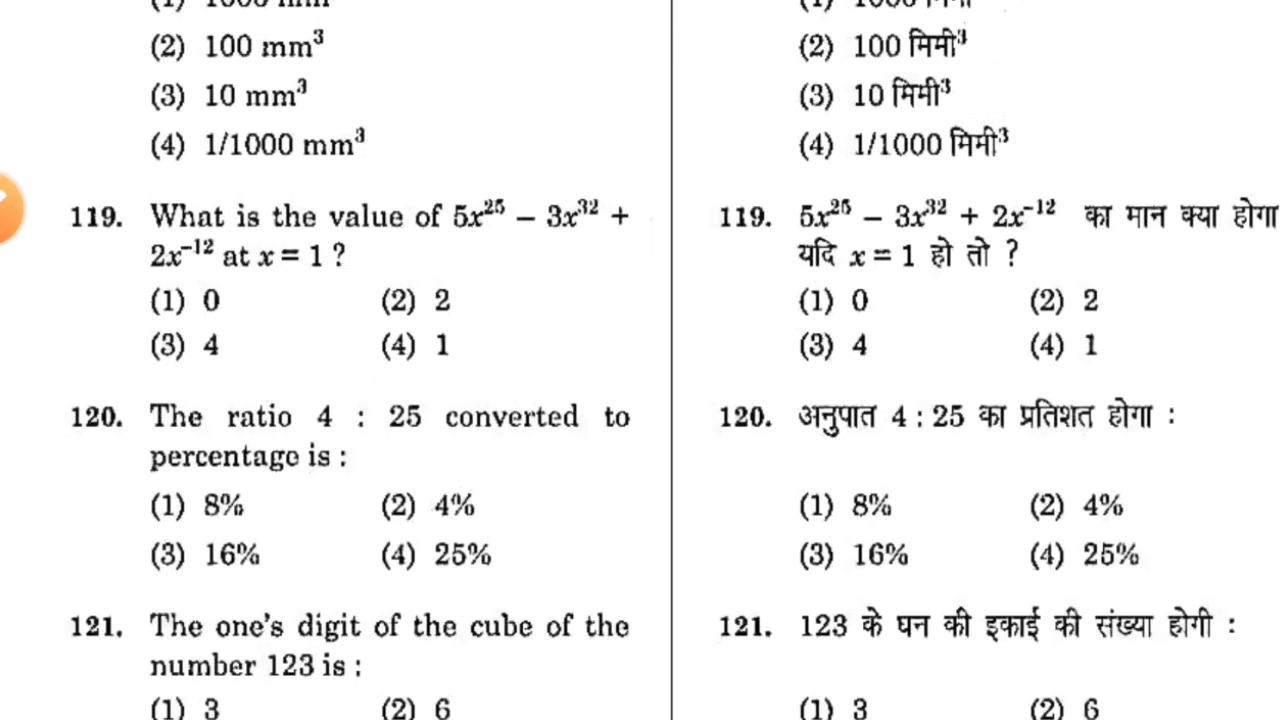 (1) 1000 mm
(2) 100 mm³
(3) 10 mm³
(4) 1/1000 mm³
119. What is the value of 5x²⁵ – 3x³² +
2x⁻¹² at x = 1 ?
(1) 0 (2) 2
(3) 4 (4) 1
120. The ratio 4 : 25 converted to
percentage is :
(1) 8% (2) 4%
(3) 16% (4) 25%
121. The one's digit of the cube of the
number 123 is :
(1) 3 (2) 6
(1) 1000 मिमी
(2) 100 मिमी³
(3) 10 मिमी³
(4) 1/1000 मिमी³
119. 5x²⁵ – 3x³² + 2x⁻¹² का मान क्या होगा
यदि x = 1 हो तो ?
(1) 0 (2) 2
(3) 4 (4) 1
120. अनुपात 4 : 25 का प्रतिशत होगा :
(1) 8% (2) 4%
(3) 16% (4) 25%
121. 123 के घन की इकाई की संख्या होगी :
(1) 3 (2) 6